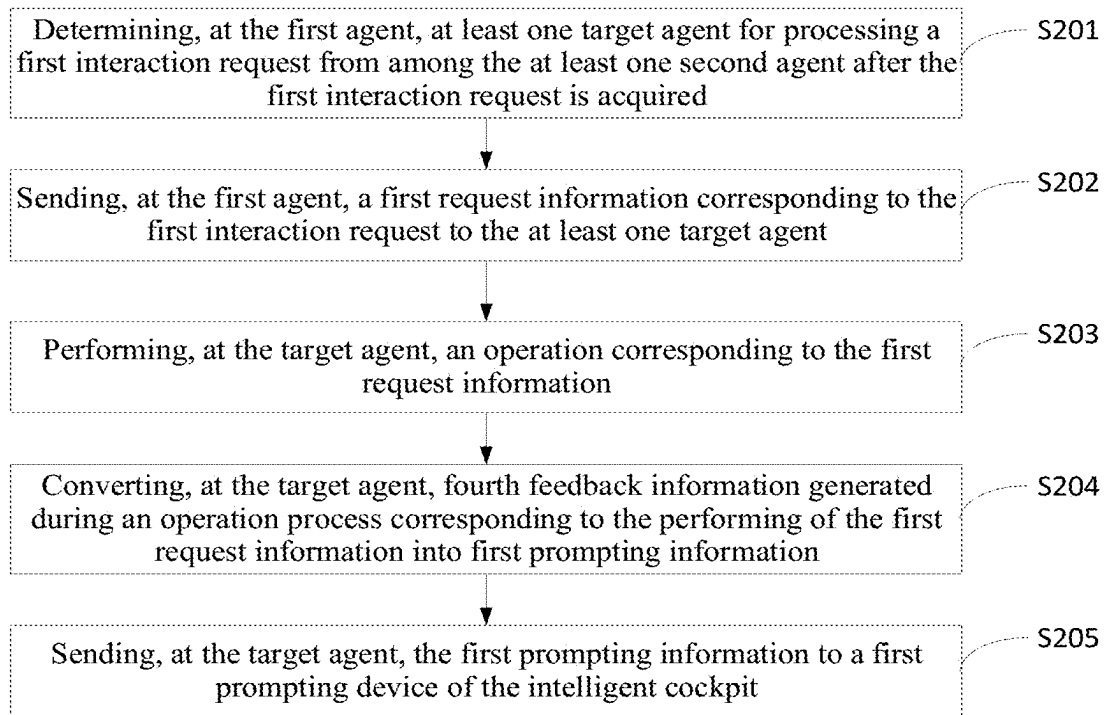 Determining, at the first agent, at least one target agent for processing a
first interaction request from among the at least one second agent after the
first interaction request is acquired
S201
Sending, at the first agent, a first request information corresponding to the
first interaction request to the at least one target agent
S202
Performing, at the target agent, an operation corresponding to the first
request information
S203
Converting, at the target agent, fourth feedback information generated
during an operation process corresponding to the performing of the first
request information into first prompting information
S204
Sending, at the target agent, the first prompting information to a first
prompting device of the intelligent cockpit
S205